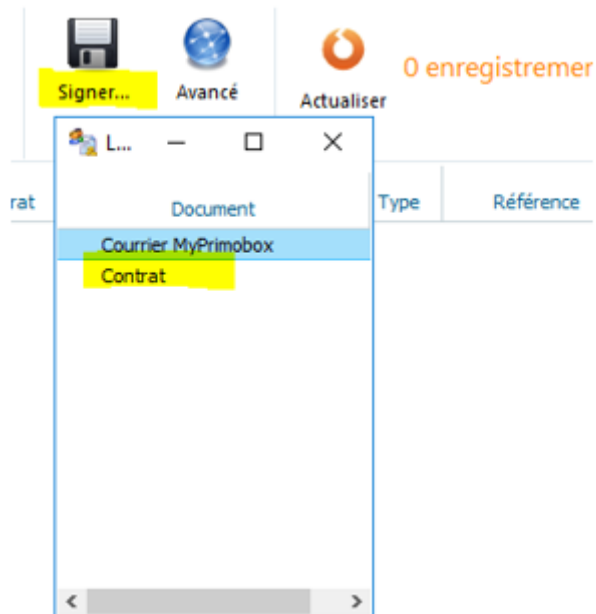 Signer...
Avancé
Actualiser
0 enregistremer
L...
rat
Document
Type
Référence
Courrier MyPrimobox
Contrat